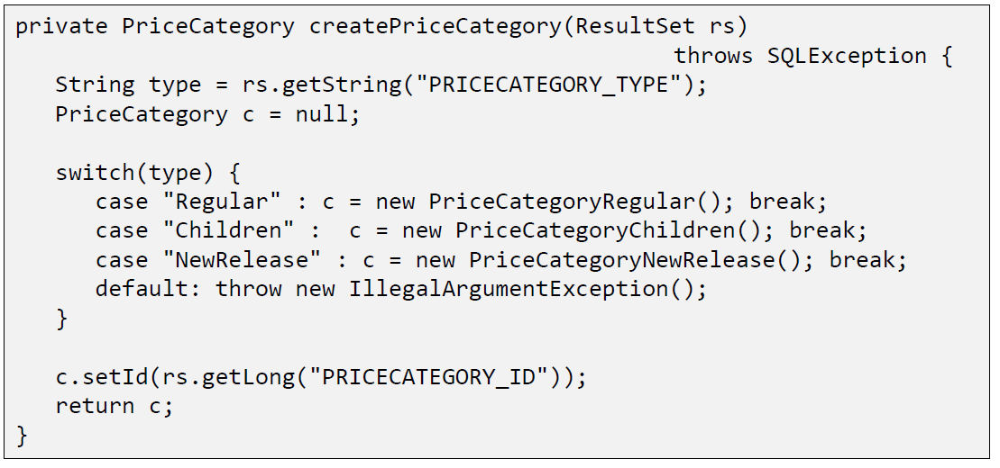 private PriceCategory createPriceCategory(ResultSet rs)
throws SQLException {
String type = rs.getString("PRICECATEGORY_TYPE");
PriceCategory c = null;
switch(type) {
case "Regular" : c = new PriceCategoryRegular(); break;
case "Children" :  c = new PriceCategoryChildren(); break;
case "NewRelease" : c = new PriceCategoryNewRelease(); break;
default: throw new IllegalArgumentException();
}
c.setId(rs.getLong("PRICECATEGORY_ID"));
return c;
}